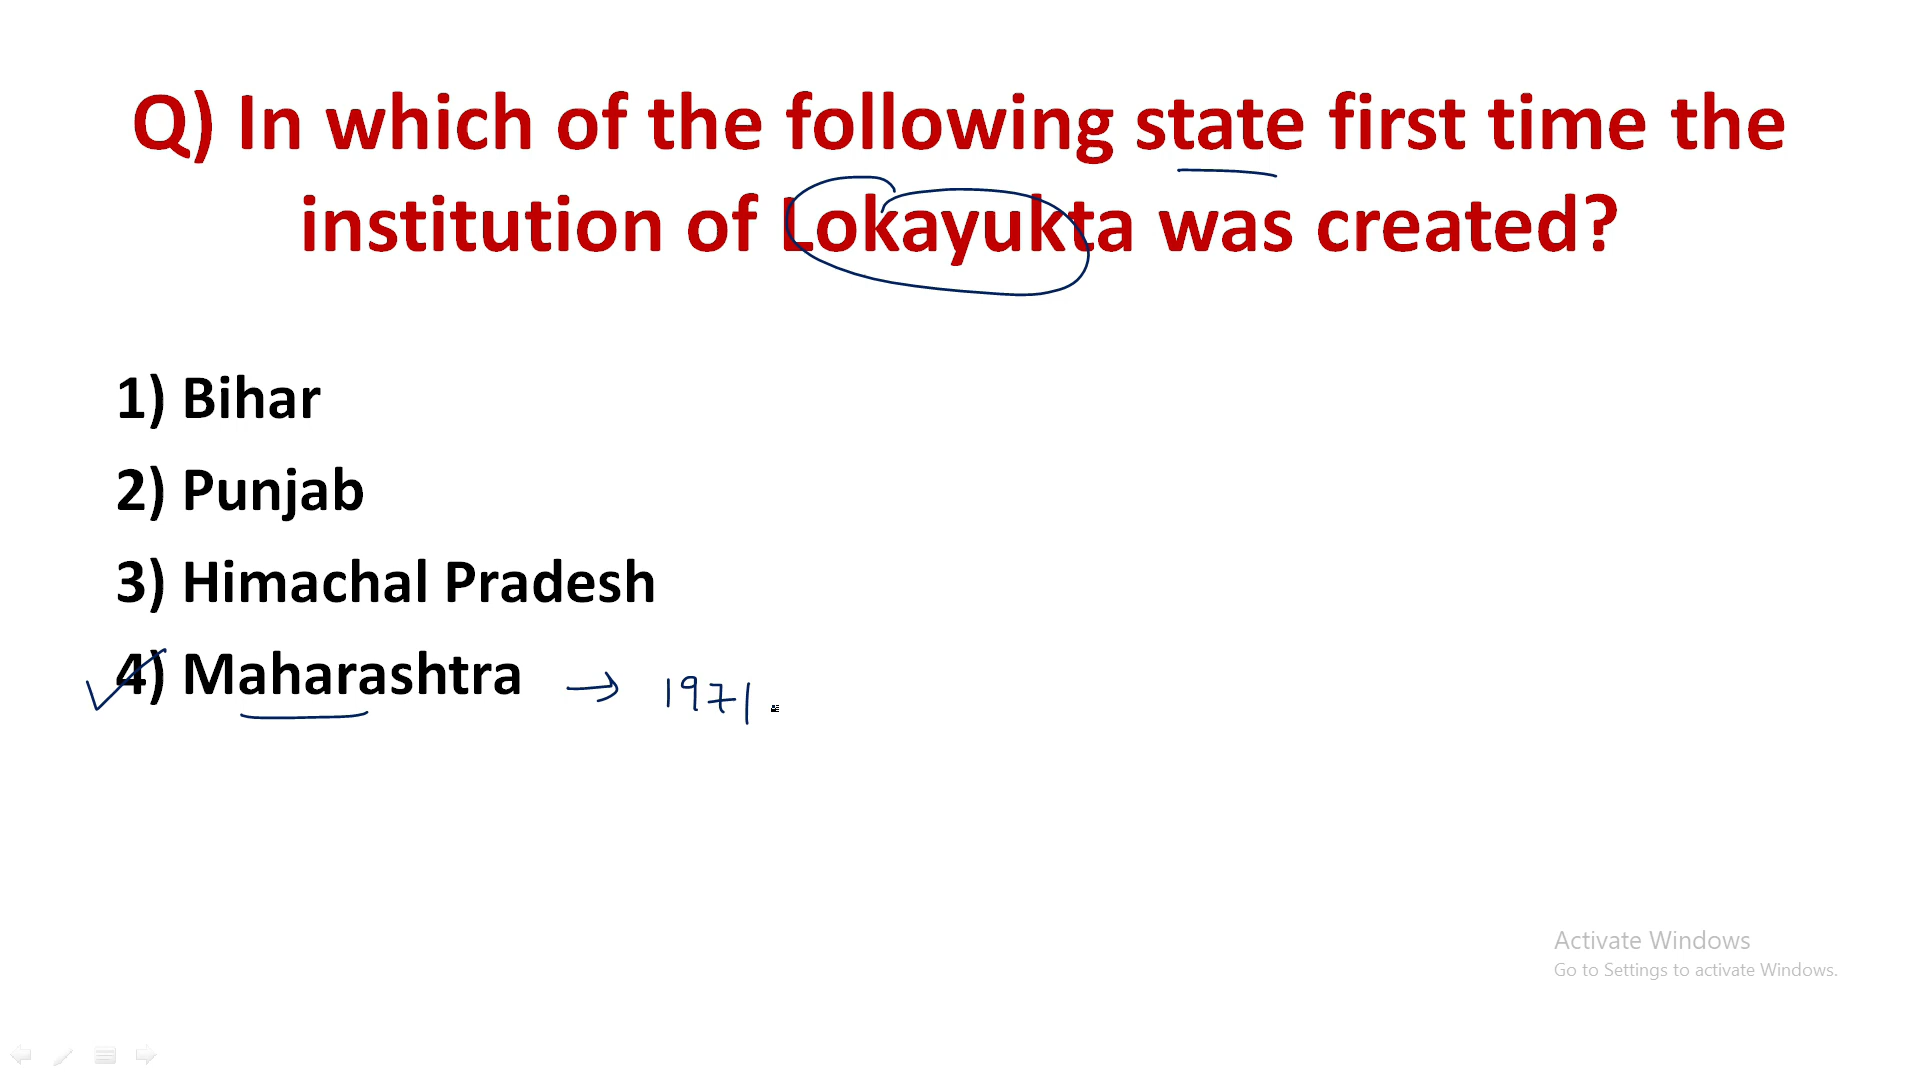 Q) In which of the following state first time the
institution of Lokayukta was created?
1) Bihar
2) Punjab
3) Himachal Pradesh
4) Maharashtra → 1971.
Activate Windows
Go to Settings to activate Windows.